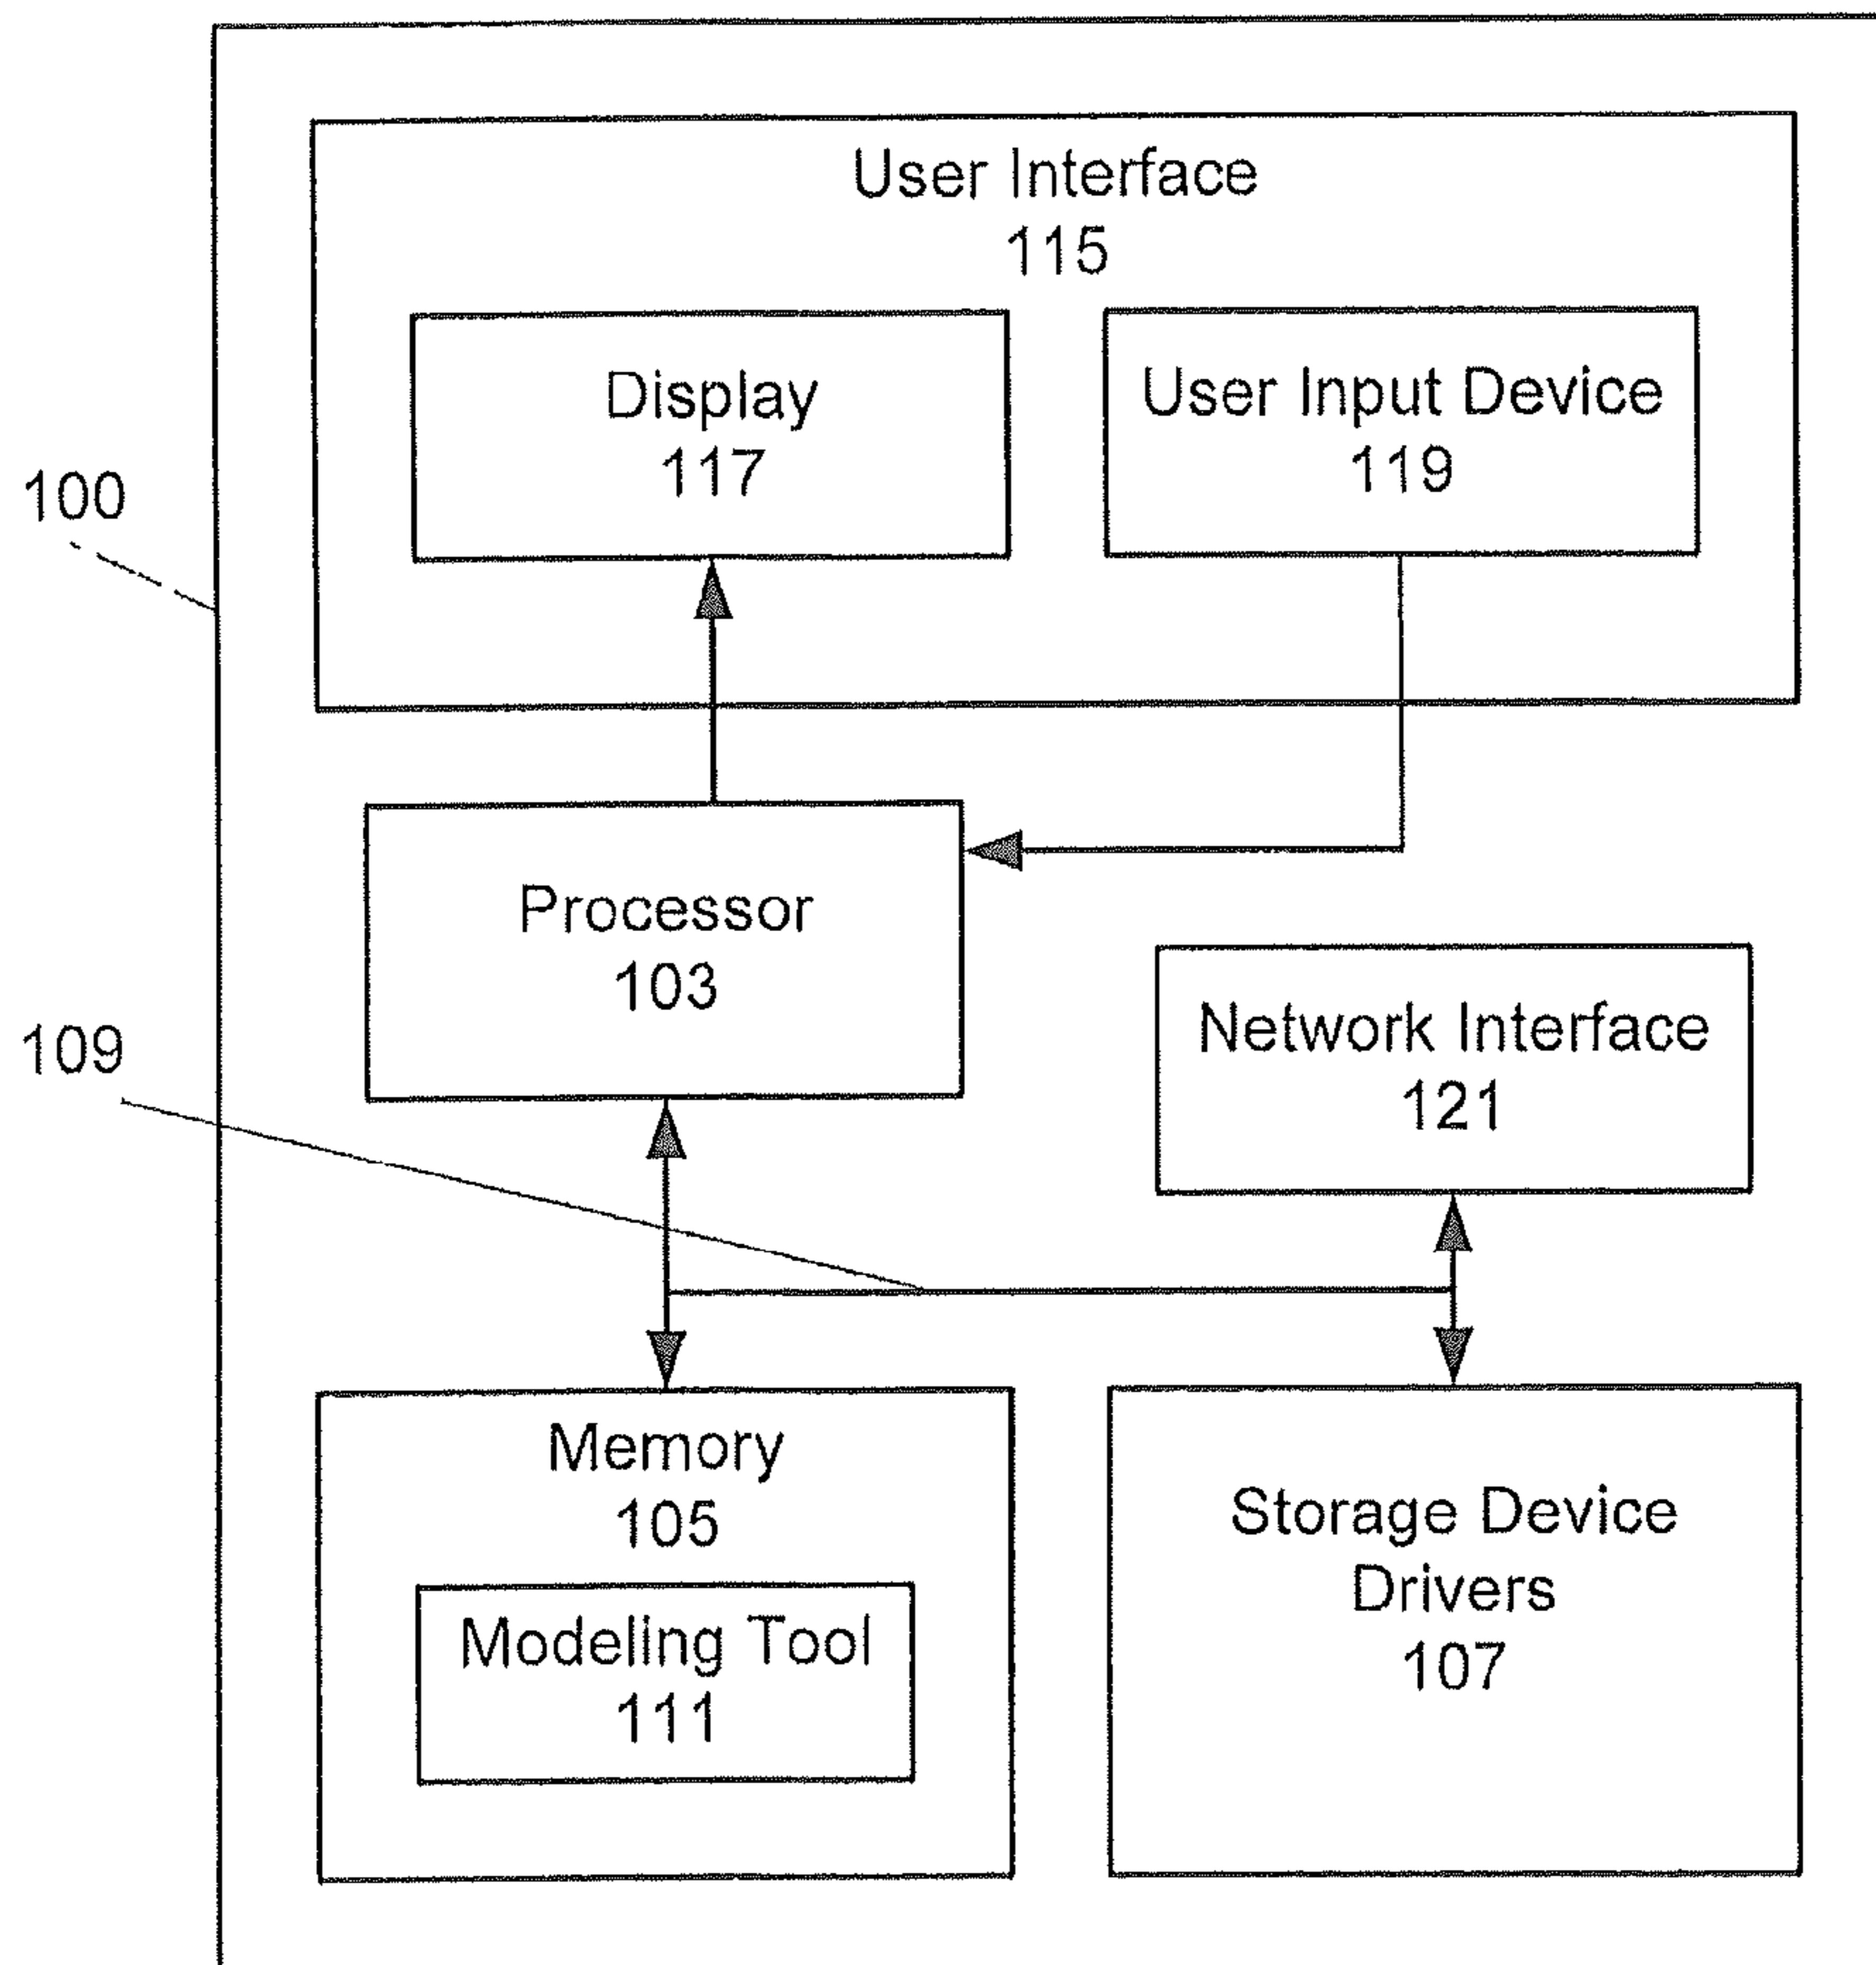 User Interface
115
Display
117
User Input Device
119
100
Processor
103
Network Interface
121
109
Memory
105
Modeling Tool
111
Storage Device
Drivers
107